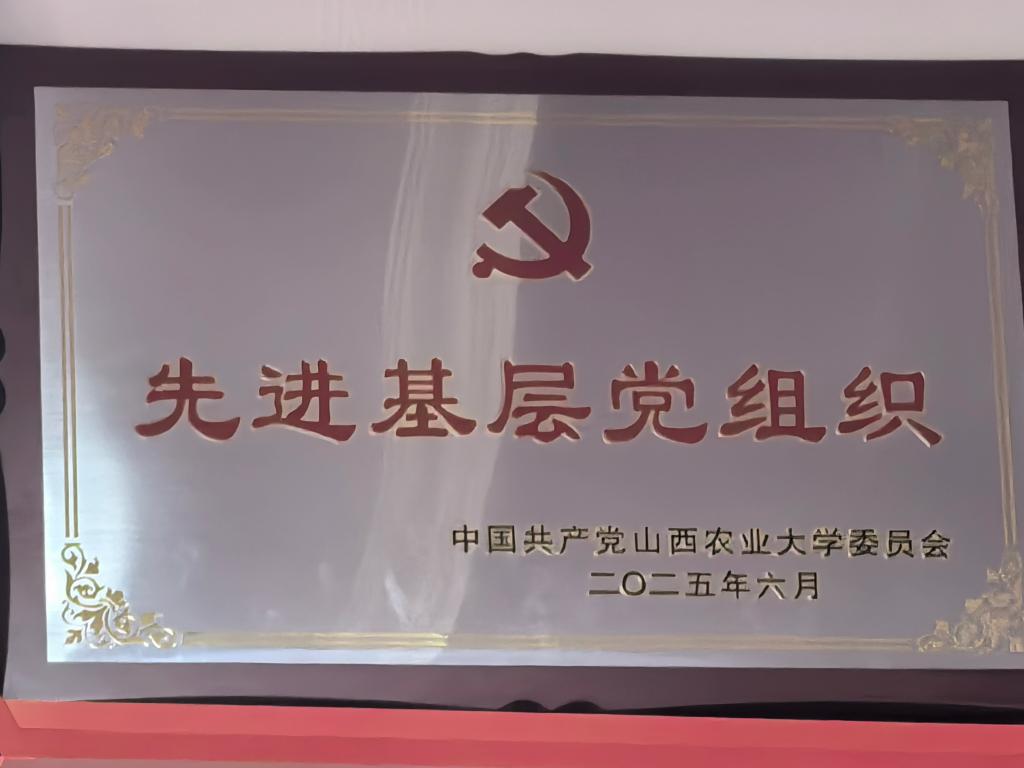 先进基层党组织
中国共产党山西农业大学委员会
二〇二五年六月